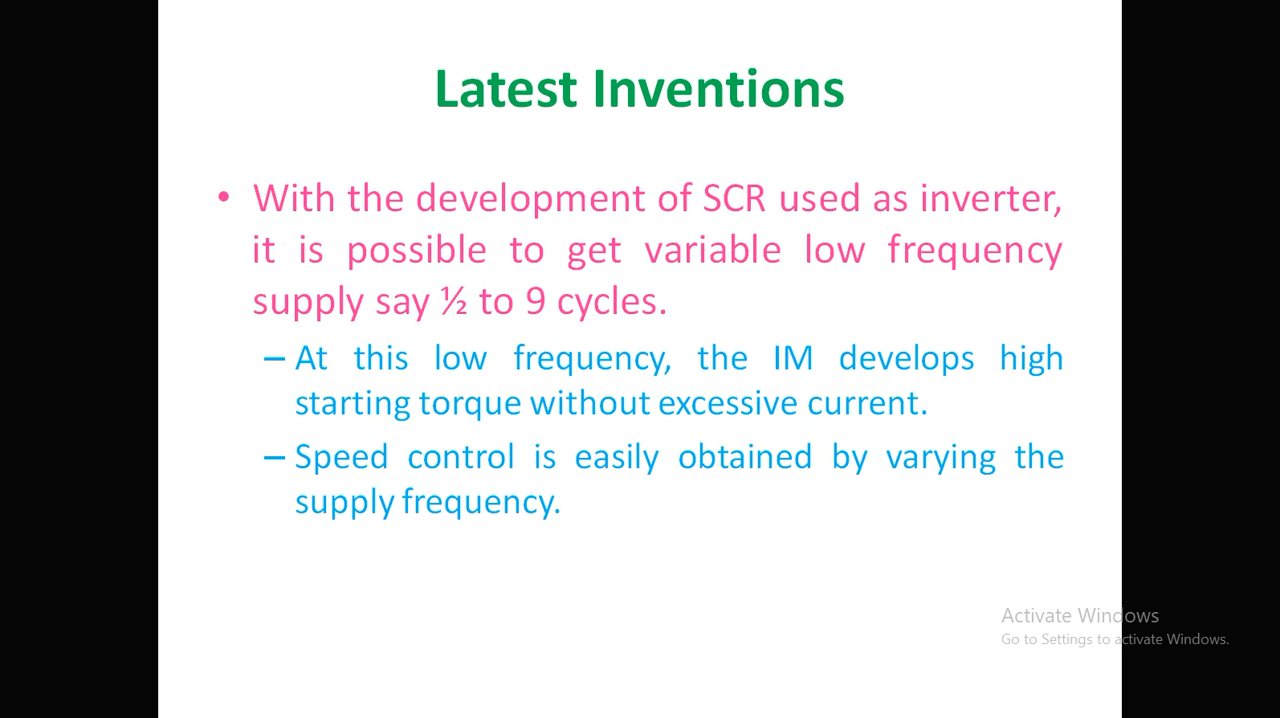 Latest Inventions
• With the development of SCR used as inverter,
it is possible to get variable low frequency
supply say ½ to 9 cycles.
– At this low frequency, the IM develops high
starting torque without excessive current.
– Speed control is easily obtained by varying the
supply frequency.
Activate Windows
Go to Settings to activate Windows.